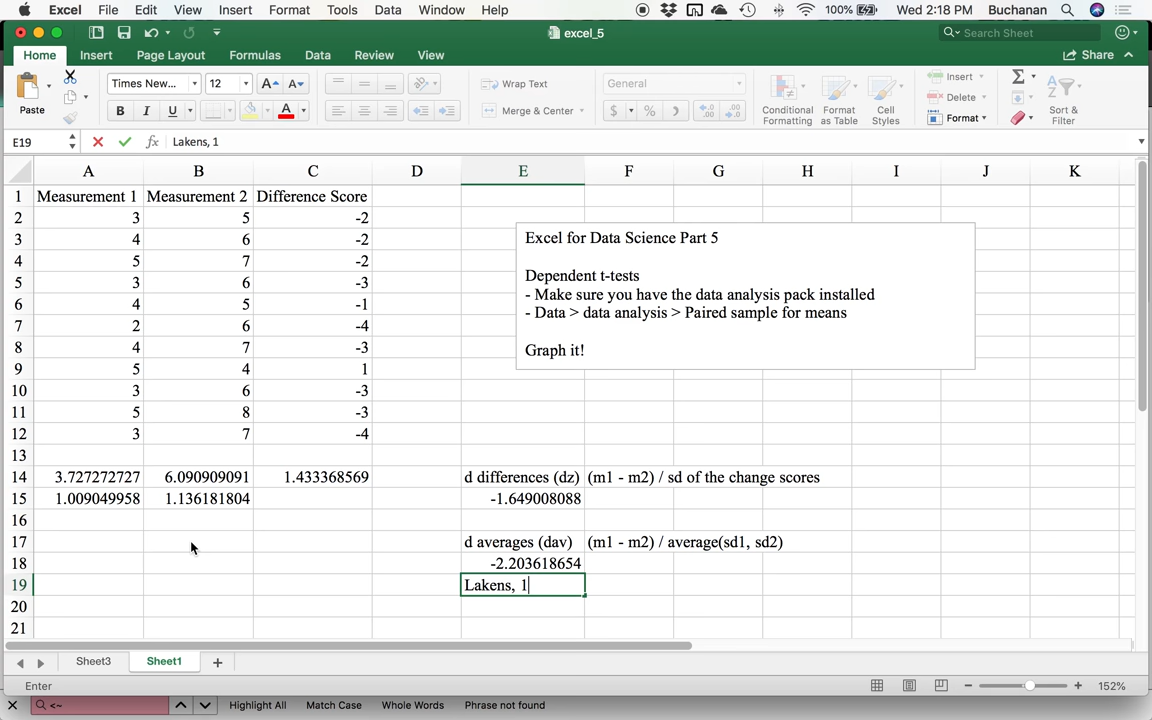 Excel File Edit View Insert Format Tools Data Window Help 100% Wed 2:18 PM Buchanan
excel_5 Search Sheet
Home Insert Page Layout Formulas Data Review View Share
Paste Times New... 12 A A Wrap Text General Insert
B I U A Merge & Center $ % Conditional Formatting Format as Table Cell Styles Delete Format Sort & Filter
E19 fx Lakens, 1
A B C D E F G H I J K
1 Measurement 1 Measurement 2 Difference Score
2 3 5 -2
3 4 6 -2
4 5 7 -2
5 3 6 -3
6 4 5 -1
7 2 6 -4
8 4 7 -3
9 5 4 1
10 3 6 -3
11 5 8 -3
12 3 7 -4
13
14 3.727272727 6.090909091 1.433368569 d differences (dz) (m1 - m2) / sd of the change scores
15 1.009049958 1.136181804 -1.649008088
16
17 d averages (dav) (m1 - m2) / average(sd1, sd2)
18 -2.203618654
19 Lakens, 1
20
21
Excel for Data Science Part 5
Dependent t-tests
- Make sure you have the data analysis pack installed
- Data > data analysis > Paired sample for means
Graph it!
Sheet3 Sheet1 +
Enter 152%
<~ Highlight All Match Case Whole Words Phrase not found